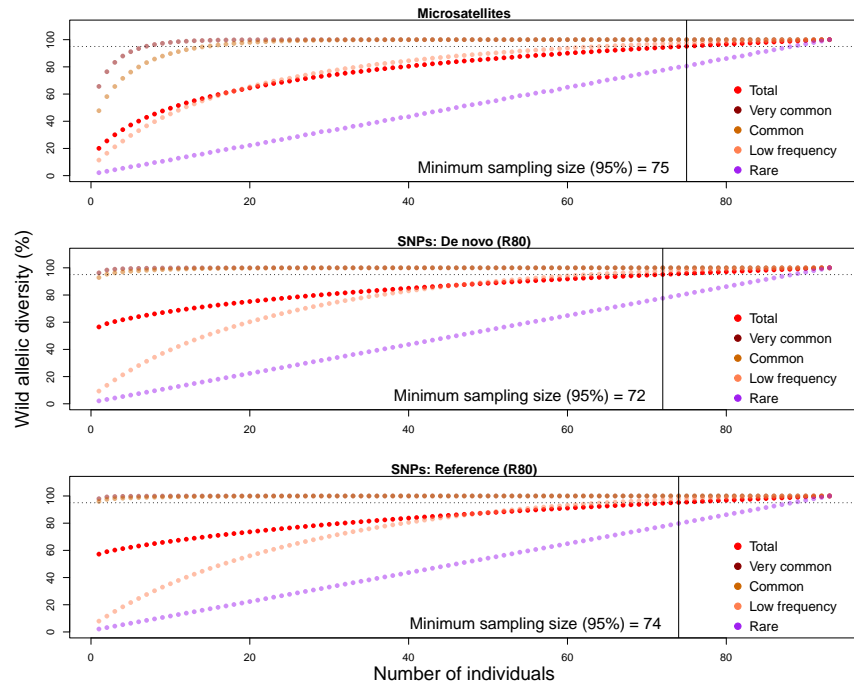 Microsatellites
100
80
60
40
20
0
Total
Very common
Common
Low frequency
Rare
Minimum sampling size (95%) = 75
0 20 40 60 80
Wild allelic diversity (%)
SNPs: De novo (R80)
100
80
60
40
20
0
Total
Very common
Common
Low frequency
Rare
Minimum sampling size (95%) = 72
0 20 40 60 80
SNPs: Reference (R80)
100
80
60
40
20
0
Total
Very common
Common
Low frequency
Rare
Minimum sampling size (95%) = 74
0 20 40 60 80
Number of individuals